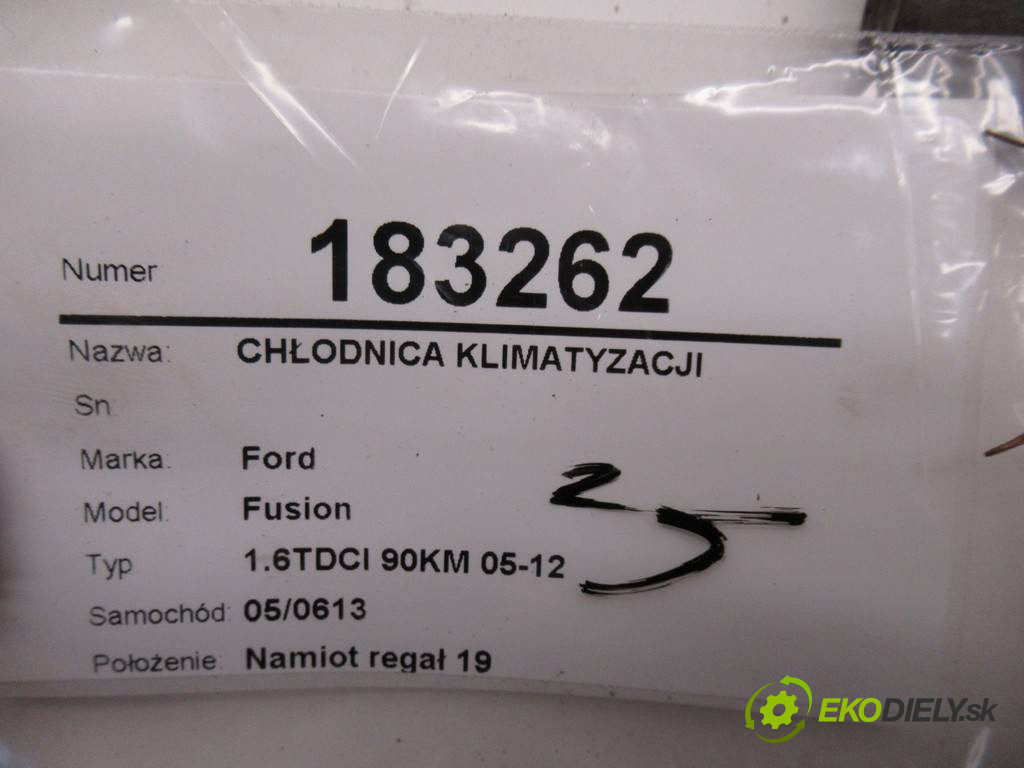 Numer 183262
Nazwa: CHŁODNICA KLIMATYZACJI
Sn:
Marka: Ford
Model: Fusion
Typ 1.6TDCI 90KM 05-12
Samochód: 05/0613
Położenie: Namiot regał 19
EKODIELY.sk